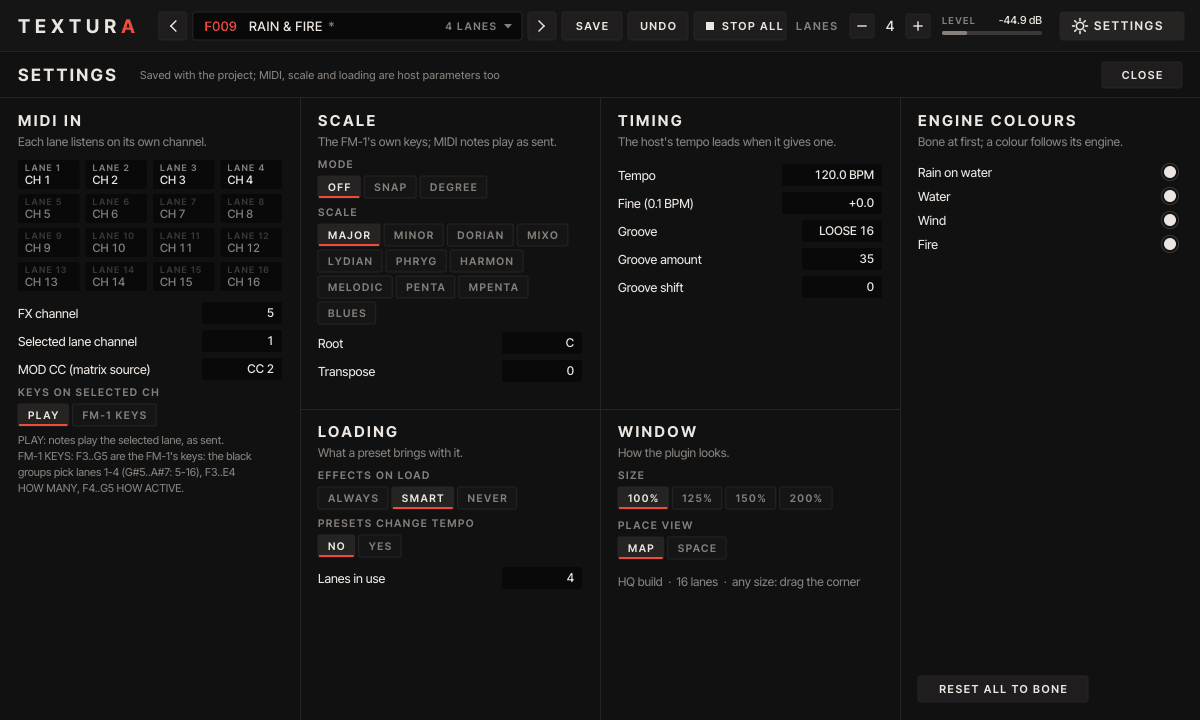 TEXTURA
F009 RAIN & FIRE * 4 LANES
SAVE
UNDO
STOP ALL
LANES
4
LEVEL -44.9 dB
SETTINGS
SETTINGS
Saved with the project; MIDI, scale and loading are host parameters too
CLOSE
MIDI IN
Each lane listens on its own channel.
LANE 1 LANE 2 LANE 3 LANE 4
CH 1 CH 2 CH 3 CH 4
LANE 5 LANE 6 LANE 7 LANE 8
CH 5 CH 6 CH 7 CH 8
LANE 9 LANE 10 LANE 11 LANE 12
CH 9 CH 10 CH 11 CH 12
LANE 13 LANE 14 LANE 15 LANE 16
CH 13 CH 14 CH 15 CH 16
FX channel 5
Selected lane channel 1
MOD CC (matrix source) CC 2
KEYS ON SELECTED CH
PLAY FM-1 KEYS
PLAY: notes play the selected lane, as sent.
FM-1 KEYS: F3..G5 are the FM-1's keys: the black
groups pick lanes 1-4 (G#5..A#7: 5-16), F3..E4
HOW MANY, F4..G5 HOW ACTIVE.
SCALE
The FM-1's own keys; MIDI notes play as sent.
MODE
OFF SNAP DEGREE
SCALE
MAJOR MINOR DORIAN MIXO
LYDIAN PHRYG HARMON
MELODIC PENTA MPENTA
BLUES
Root C
Transpose 0
TIMING
The host's tempo leads when it gives one.
Tempo 120.0 BPM
Fine (0.1 BPM) +0.0
Groove LOOSE 16
Groove amount 35
Groove shift 0
LOADING
What a preset brings with it.
EFFECTS ON LOAD
ALWAYS SMART NEVER
PRESETS CHANGE TEMPO
NO YES
Lanes in use 4
WINDOW
How the plugin looks.
SIZE
100% 125% 150% 200%
PLACE VIEW
MAP SPACE
HQ build · 16 lanes · any size: drag the corner
ENGINE COLOURS
Bone at first; a colour follows its engine.
Rain on water
Water
Wind
Fire
RESET ALL TO BONE